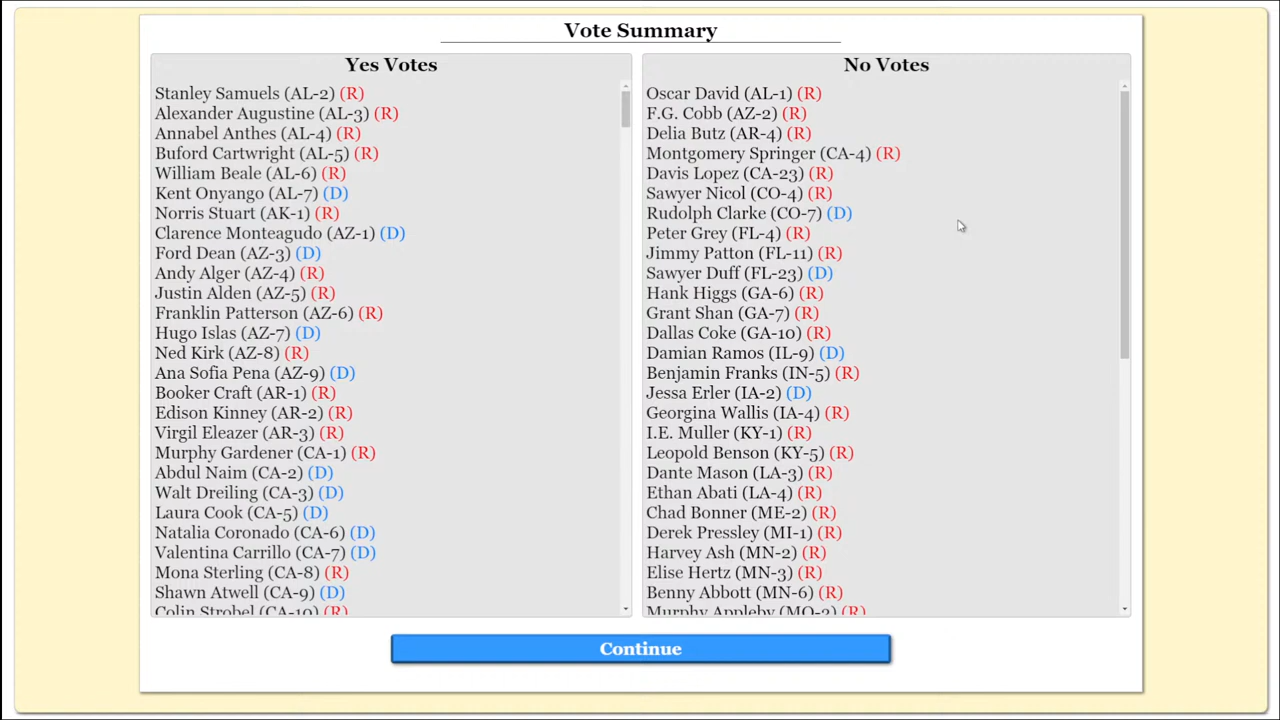 Vote Summary
Yes Votes
Stanley Samuels (AL-2) (R)
Alexander Augustine (AL-3) (R)
Annabel Anthes (AL-4) (R)
Buford Cartwright (AL-5) (R)
William Beale (AL-6) (R)
Kent Onyango (AL-7) (D)
Norris Stuart (AK-1) (R)
Clarence Monteagudo (AZ-1) (D)
Ford Dean (AZ-3) (D)
Andy Alger (AZ-4) (R)
Justin Alden (AZ-5) (R)
Franklin Patterson (AZ-6) (R)
Hugo Islas (AZ-7) (D)
Ned Kirk (AZ-8) (R)
Ana Sofia Pena (AZ-9) (D)
Booker Craft (AR-1) (R)
Edison Kinney (AR-2) (R)
Virgil Eleazer (AR-3) (R)
Murphy Gardener (CA-1) (R)
Abdul Naim (CA-2) (D)
Walt Dreiling (CA-3) (D)
Laura Cook (CA-5) (D)
Natalia Coronado (CA-6) (D)
Valentina Carrillo (CA-7) (D)
Mona Sterling (CA-8) (R)
Shawn Atwell (CA-9) (D)
Colin Strobel (CA-10) (R)
No Votes
Oscar David (AL-1) (R)
F.G. Cobb (AZ-2) (R)
Delia Butz (AR-4) (R)
Montgomery Springer (CA-4) (R)
Davis Lopez (CA-23) (R)
Sawyer Nicol (CO-4) (R)
Rudolph Clarke (CO-7) (D)
Peter Grey (FL-4) (R)
Jimmy Patton (FL-11) (R)
Sawyer Duff (FL-23) (D)
Hank Higgs (GA-6) (R)
Grant Shan (GA-7) (R)
Dallas Coke (GA-10) (R)
Damian Ramos (IL-9) (D)
Benjamin Franks (IN-5) (R)
Jessa Erler (IA-2) (D)
Georgina Wallis (IA-4) (R)
I.E. Muller (KY-1) (R)
Leopold Benson (KY-5) (R)
Dante Mason (LA-3) (R)
Ethan Abati (LA-4) (R)
Chad Bonner (ME-2) (R)
Derek Pressley (MI-1) (R)
Harvey Ash (MN-2) (R)
Elise Hertz (MN-3) (R)
Benny Abbott (MN-6) (R)
Murphy Appleby (MO-2) (R)
Continue